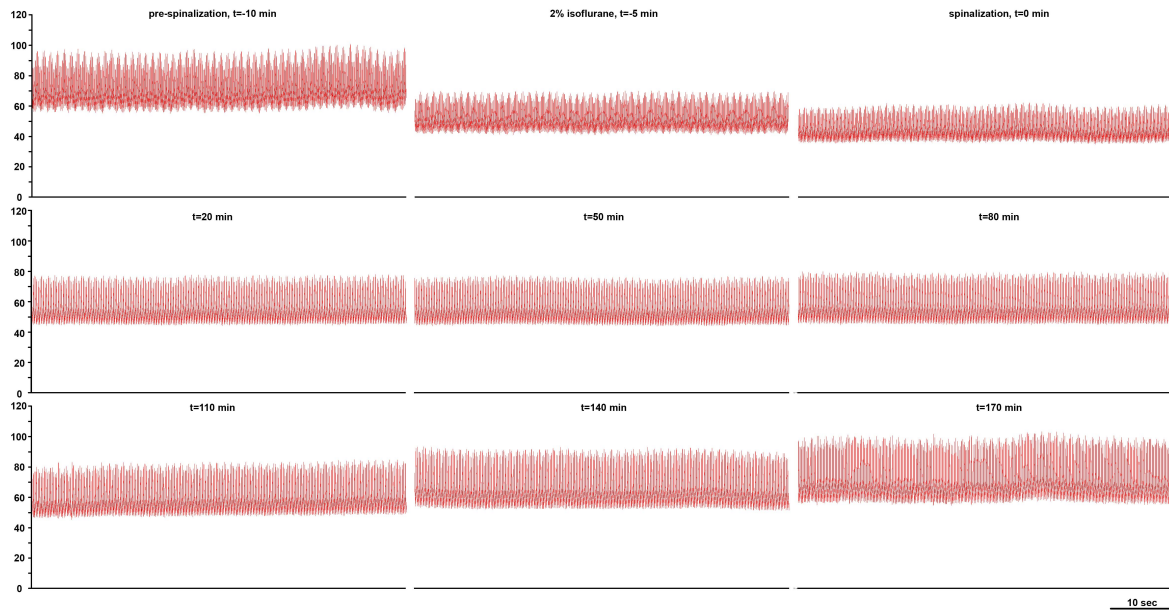 pre-spinalization, t=-10 min
2% isoflurane, t=-5 min
spinalization, t=0 min
120
100
80
60
40
20
0
t=20 min
t=50 min
t=80 min
120
100
80
60
40
20
0
t=110 min
t=140 min
t=170 min
120
100
80
60
40
20
0
10 sec